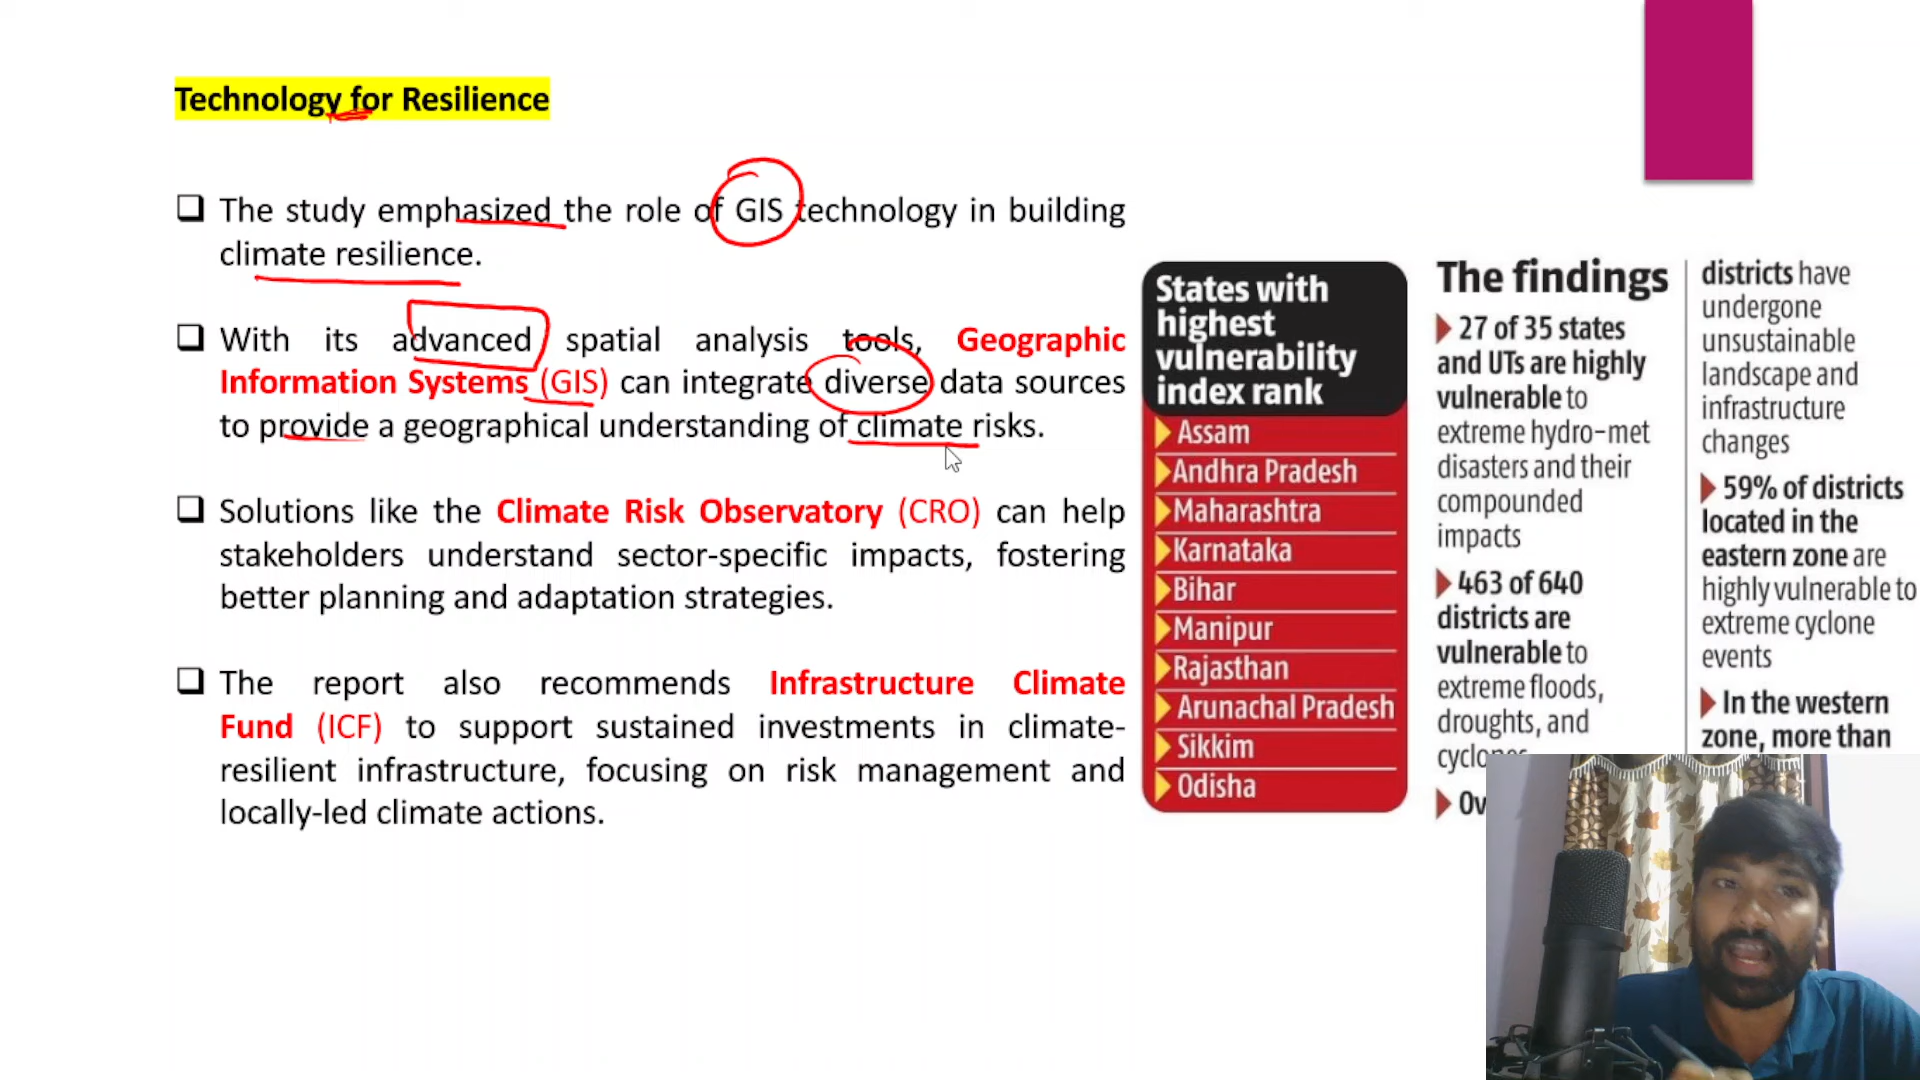 Technology for Resilience
The study emphasized the role of GIS technology in building
climate resilience.
With its advanced spatial analysis tools, Geographic
Information Systems (GIS) can integrate diverse data sources
to provide a geographical understanding of climate risks.
Solutions like the Climate Risk Observatory (CRO) can help
stakeholders understand sector-specific impacts, fostering
better planning and adaptation strategies.
The report also recommends Infrastructure Climate
Fund (ICF) to support sustained investments in climate-
resilient infrastructure, focusing on risk management and
locally-led climate actions.
States with
highest
vulnerability
index rank
Assam
Andhra Pradesh
Maharashtra
Karnataka
Bihar
Manipur
Rajasthan
Arunachal Pradesh
Sikkim
Odisha
The findings
27 of 35 states
and UTs are highly
vulnerable to
extreme hydro-met
disasters and their
compounded
impacts
463 of 640
districts are
vulnerable to
extreme floods,
droughts, and
districts have
undergone
unsustainable
landscape and
infrastructure
changes
59% of districts
located in the
eastern zone are
highly vulnerable to
extreme cyclone
events
In the western
zone, more than